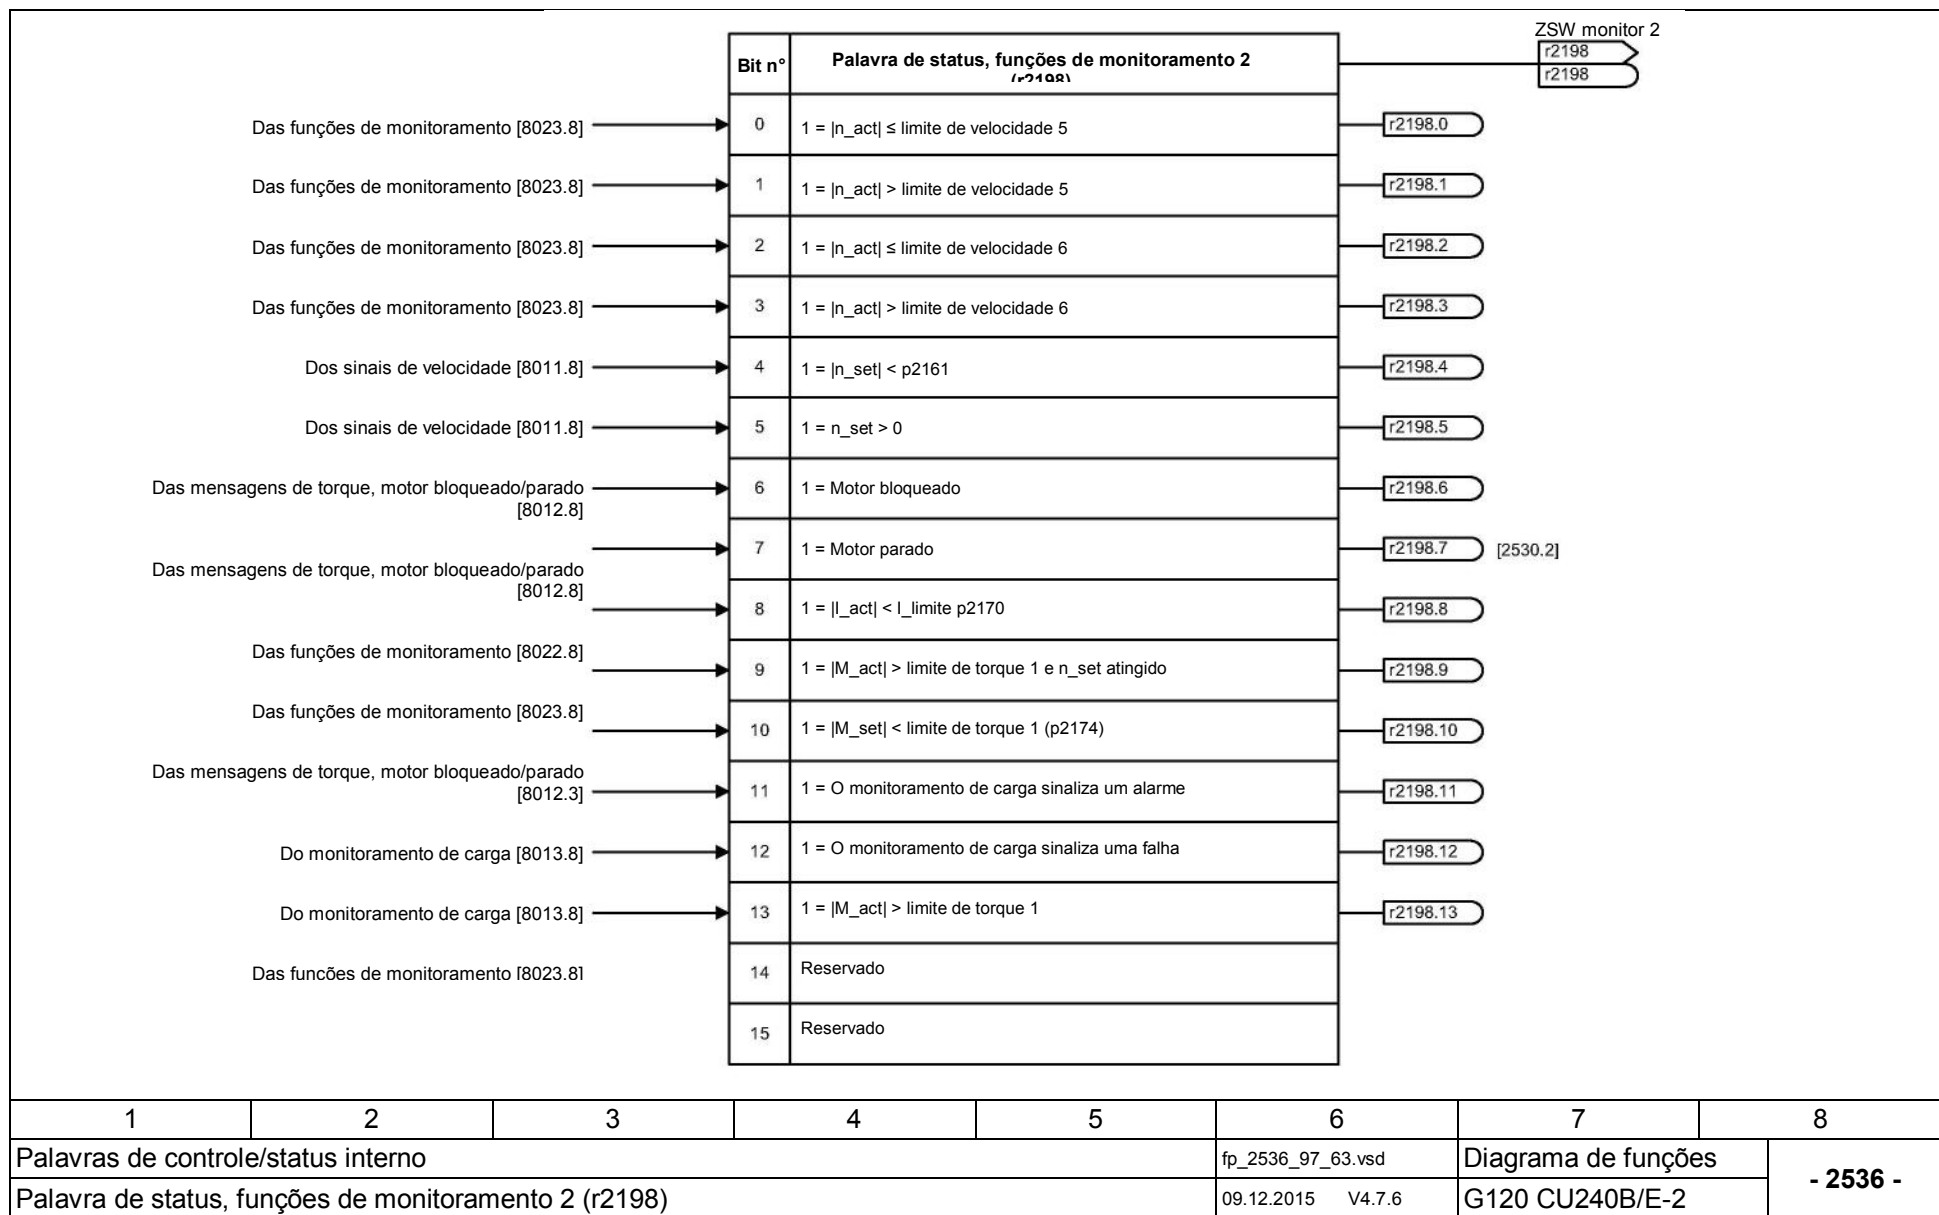 ZSW monitor 2
Bit n° Palavra de status, funções de monitoramento 2 r2198
(r2198) r2198
Das funções de monitoramento [8023.8] 0 1 = |n_act| ≤ limite de velocidade 5 r2198.0
Das funções de monitoramento [8023.8] 1 1 = |n_act| > limite de velocidade 5 r2198.1
Das funções de monitoramento [8023.8] 2 1 = |n_act| ≤ limite de velocidade 6 r2198.2
Das funções de monitoramento [8023.8] 3 1 = |n_act| > limite de velocidade 6 r2198.3
Dos sinais de velocidade [8011.8] 4 1 = |n_set| < p2161 r2198.4
Dos sinais de velocidade [8011.8] 5 1 = n_set > 0 r2198.5
Das mensagens de torque, motor bloqueado/parado 6 1 = Motor bloqueado r2198.6
[8012.8]
7 1 = Motor parado r2198.7 [2530.2]
Das mensagens de torque, motor bloqueado/parado
[8012.8]
8 1 = |I_act| < I_limite p2170 r2198.8
Das funções de monitoramento [8022.8]
9 1 = |M_act| > limite de torque 1 e n_set atingido r2198.9
Das funções de monitoramento [8023.8]
10 1 = |M_set| < limite de torque 1 (p2174) r2198.10
Das mensagens de torque, motor bloqueado/parado
[8012.3] 11 1 = O monitoramento de carga sinaliza um alarme r2198.11
Do monitoramento de carga [8013.8] 12 1 = O monitoramento de carga sinaliza uma falha r2198.12
Do monitoramento de carga [8013.8] 13 1 = |M_act| > limite de torque 1 r2198.13
Das funções de monitoramento [8023.8] 14 Reservado
15 Reservado
1 2 3 4 5 6 7 8
Palavras de controle/status interno fp_2536_97_63.vsd Diagrama de funções - 2536 -
Palavra de status, funções de monitoramento 2 (r2198) 09.12.2015 V4.7.6 G120 CU240B/E-2